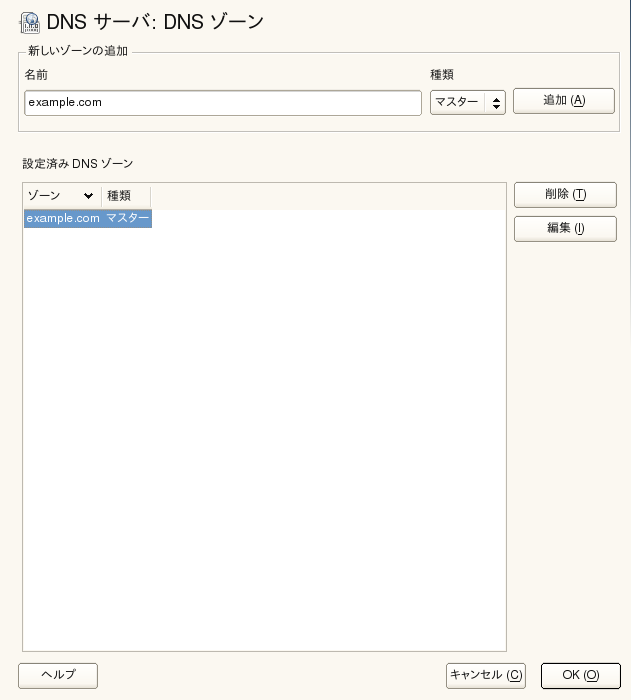 DNS サーバ: DNS ゾーン
新しいゾーンの追加
名前 種類
example.com マスター 追加 (A)
設定済み DNS ゾーン
ゾーン 種類 削除 (T)
example.com マスター
編集 (I)
ヘルプ キャンセル (C) OK (O)